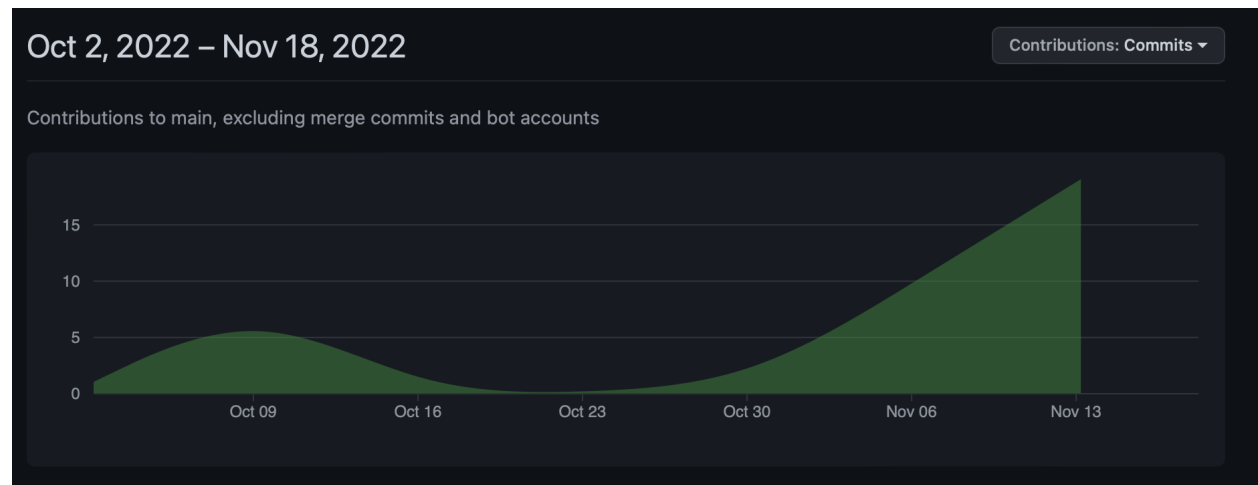 Oct 2, 2022 – Nov 18, 2022
Contributions: Commits
Contributions to main, excluding merge commits and bot accounts
15
10
5
0
Oct 09 Oct 16 Oct 23 Oct 30 Nov 06 Nov 13